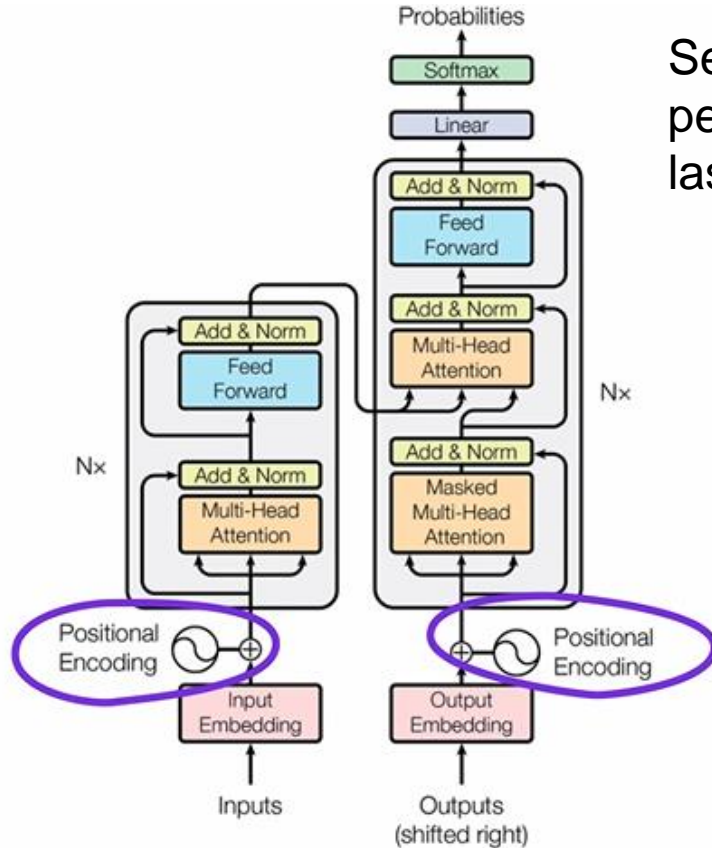 Probabilities
Softmax
Linear
Add & Norm
Feed
Forward
Add & Norm
Multi-Head
Attention
Nx
Add & Norm
Masked
Multi-Head
Attention
Positional
Encoding
Output
Embedding
Outputs
(shifted right)
Add & Norm
Feed
Forward
Nx
Add & Norm
Multi-Head
Attention
Positional
Encoding
Input
Embedding
Inputs